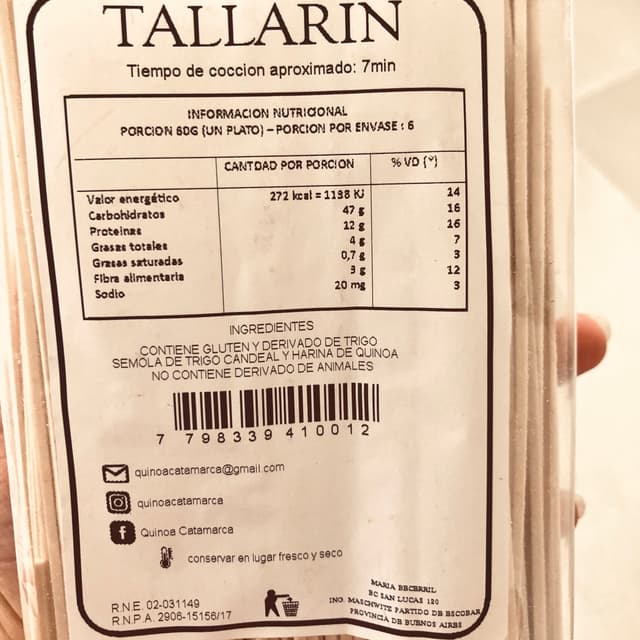 TALLARIN
Tiempo de coccion aproximado: 7min
INFORMACION NUTRICIONAL
PORCION 60G (UN PLATO) – PORCION POR ENVASE : 6
CANTDAD POR PORCION % VD (*)
Valor energético 272 kcal = 1138 KJ 14
Carbohidratos 47 g 16
Proteinas 12 g 16
Grasas totales 4 g 7
Grasas saturadas 0,7 g 3
Fibra alimentaria 3 g 12
Sodio 20 mg 3
INGREDIENTES
CONTIENE GLUTEN Y DERIVADO DE TRIGO
SEMOLA DE TRIGO CANDEAL Y HARINA DE QUINOA
NO CONTIENE DERIVADO DE ANIMALES
7 798339 410012
quinoacatamarca@gmail.com
quinoacatamarca
Quinoa Catamarca
conservar en lugar fresco y seco
R.N.E. 02-031149
R.N.P.A. 2906-15156/17
MARIA BECERRIL
BC SAN LUCAS 120
ING. MASCHWITZ PARTIDO DE ESCOBAR
PROVINCIA DE BUENOS AIRES